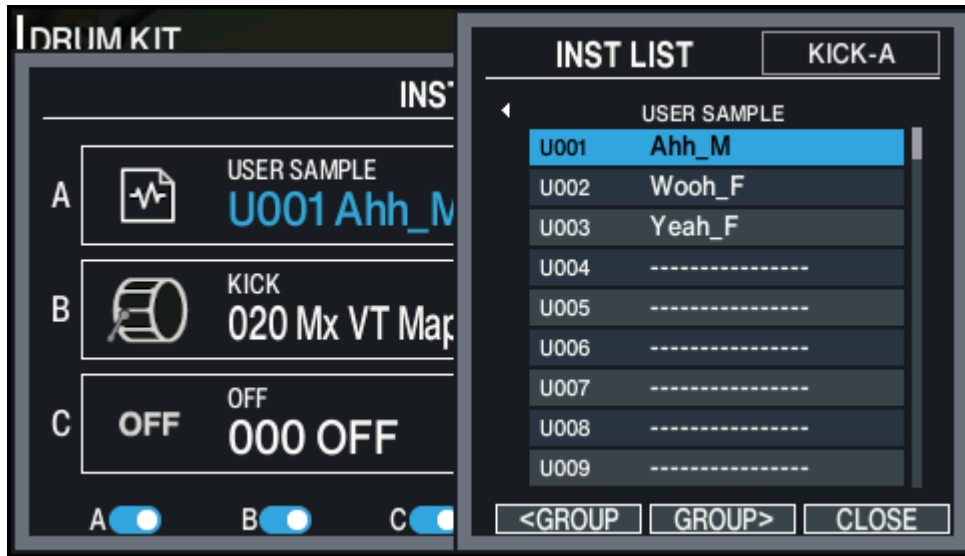 DRUM KIT
INS
A
USER SAMPLE
U001 Ahh_M
B
KICK
020 Mx VT Map
C
OFF
OFF
000 OFF
A
B
C
INST LIST
KICK-A
USER SAMPLE
U001 Ahh_M
U002 Wooh_F
U003 Yeah_F
U004 ----------------
U005 ----------------
U006 ----------------
U007 ----------------
U008 ----------------
U009 ----------------
<GROUP
GROUP>
CLOSE